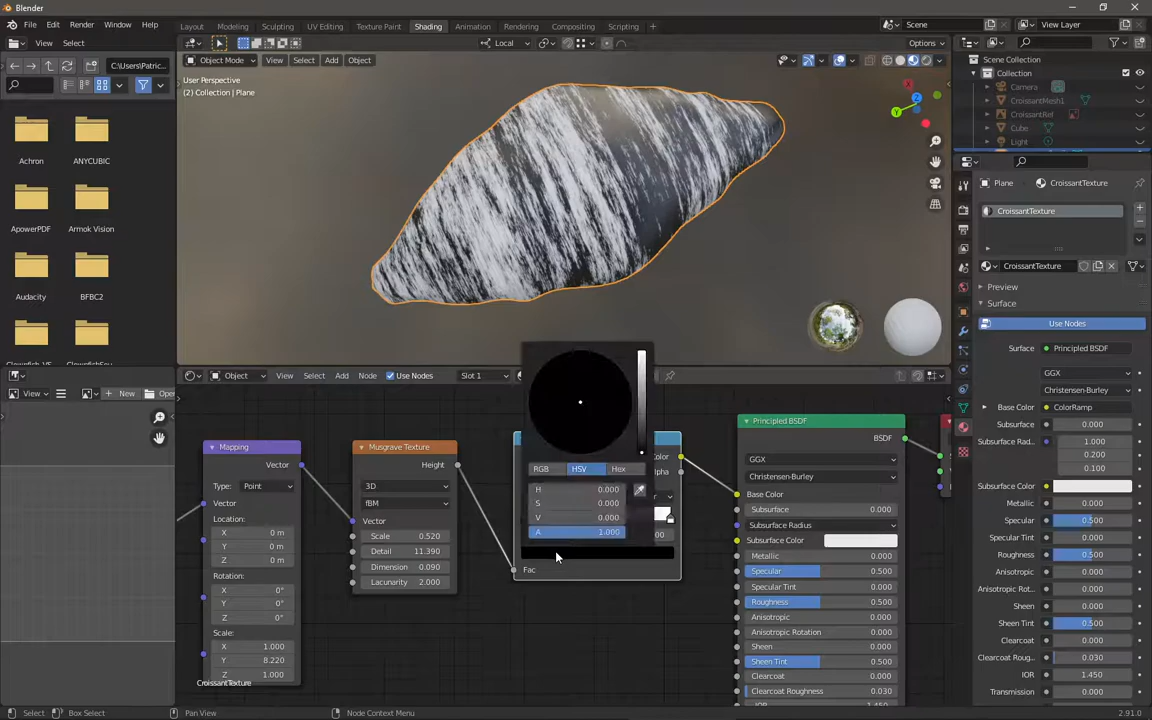 Blender
File Edit Render Window Help Layout Modeling Sculpting UV Editing Texture Paint Shading Animation Rendering Compositing Scripting + Scene View Layer
View Select Local Options
C:\Users\Patric... Object Mode View Select Add Object
User Perspective
(2) Collection | Plane
Scene Collection
Collection
Camera
CroissantMesh1
CroissantRef
Cube
Light
Achron ANYCUBIC
ApowerPDF Armok Vision
Audacity BFBC2
Plane CroissantTexture
CroissantTexture
CroissantTexture
Preview
Surface
Use Nodes
Surface Principled BSDF
GGX
Christensen-Burley
Base Color ColorRamp
Subsurface 0.000
Subsurface Rad... 1.000
0.200
0.100
Subsurface Color
Metallic 0.000
Specular 0.500
Specular Tint 0.000
Roughness 0.500
Anisotropic 0.000
Anisotropic Rot... 0.000
Sheen 0.000
Sheen Tint 0.500
Clearcoat 0.000
Clearcoat Roug... 0.030
IOR 1.450
Transmission 0.000
View New Open
Object View Select Add Node Use Nodes Slot 1
Mapping
Vector
Type: Point
Vector
Location:
X 0 m
Y 0 m
Z 0 m
Rotation:
X 0°
Y 0°
Z 0°
Scale:
X 1.000
Y 8.220
Z 1.000
CroissantTexture
Musgrave Texture
Height
3D
fBM
Vector
Scale 0.520
Detail 11.390
Dimension 0.090
Lacunarity 2.000
RGB HSV Hex
H 0.000
S 0.000
V 0.000
A 1.000
Fac
Principled BSDF
BSDF
GGX
Christensen-Burley
Base Color
Subsurface 0.000
Subsurface Radius
Subsurface Color
Metallic 0.000
Specular 0.500
Specular Tint 0.000
Roughness 0.500
Anisotropic 0.000
Anisotropic Rotation 0.000
Sheen 0.000
Sheen Tint 0.500
Clearcoat 0.000
Clearcoat Roughness 0.030
Select Box Select Pan View Node Context Menu 2.91.0